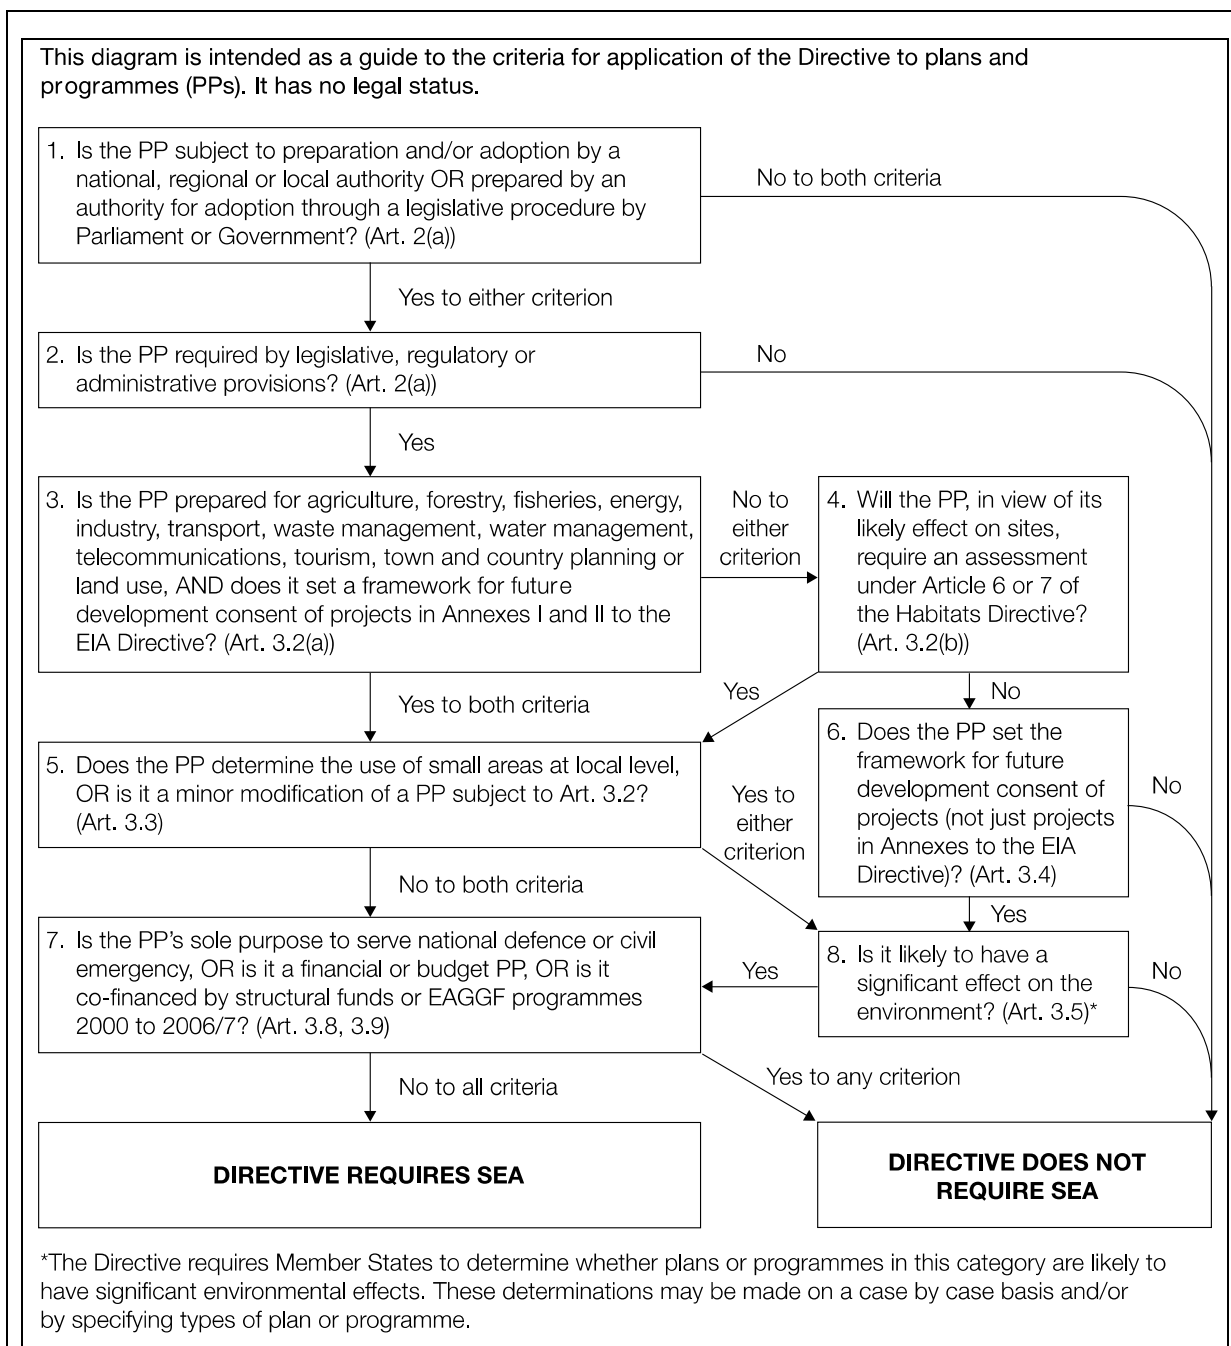 This diagram is intended as a guide to the criteria for application of the Directive to plans and
programmes (PPs). It has no legal status.
1. Is the PP subject to preparation and/or adoption by a
national, regional or local authority OR prepared by an
authority for adoption through a legislative procedure by
Parliament or Government? (Art. 2(a))
No to both criteria
Yes to either criterion
2. Is the PP required by legislative, regulatory or
administrative provisions? (Art. 2(a))
No
Yes
3. Is the PP prepared for agriculture, forestry, fisheries, energy,
industry, transport, waste management, water management,
telecommunications, tourism, town and country planning or
land use, AND does it set a framework for future
development consent of projects in Annexes I and II to the
EIA Directive? (Art. 3.2(a))
No to
either
criterion
4. Will the PP, in view of its
likely effect on sites,
require an assessment
under Article 6 or 7 of
the Habitats Directive?
(Art. 3.2(b))
Yes to both criteria
Yes
No
5. Does the PP determine the use of small areas at local level,
OR is it a minor modification of a PP subject to Art. 3.2?
(Art. 3.3)
Yes to
either
criterion
6. Does the PP set the
framework for future
development consent of
projects (not just projects
in Annexes to the EIA
Directive)? (Art. 3.4)
No
No to both criteria
Yes
7. Is the PP's sole purpose to serve national defence or civil
emergency, OR is it a financial or budget PP, OR is it
co-financed by structural funds or EAGGF programmes
2000 to 2006/7? (Art. 3.8, 3.9)
Yes
8. Is it likely to have a
significant effect on the
environment? (Art. 3.5)*
No
No to all criteria
Yes to any criterion
DIRECTIVE REQUIRES SEA
DIRECTIVE DOES NOT
REQUIRE SEA
*The Directive requires Member States to determine whether plans or programmes in this category are likely to
have significant environmental effects. These determinations may be made on a case by case basis and/or
by specifying types of plan or programme.